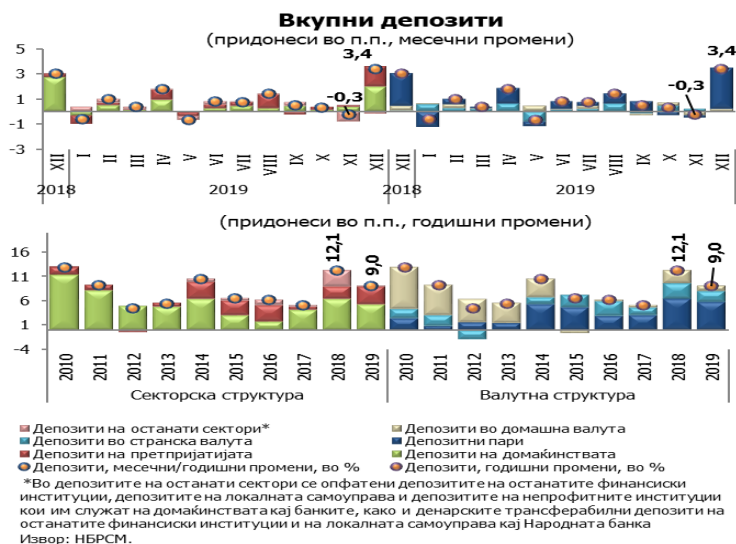 Вкупни депозити
(придонеси во п.п., месечни промени)
5
3
1
-1
-3
3,4
-0,3
3,4
-0,3
XII I II III IV V VI VII VIII IX X XI XII XII I II III IV V VI VII VIII IX X XI XII
2018 2019 2018 2019
(придонеси во п.п., годишни промени)
16
11
6
1
-4
12,1
9,0
12,1
9,0
2010 2011 2012 2013 2014 2015 2016 2017 2018 2019 2010 2011 2012 2013 2014 2015 2016 2017 2018 2019
Секторска структура Валутна структура
Депозити на останати сектори* Депозити во домашна валута
Депозити во странска валута Депозитни пари
Депозити на претпријатијата Депозити на домаќинствата
Депозити, месечни/годишни промени, во % Депозити, годишни промени, во %
*Во депозитите на останати сектори се опфатени депозитите на останатите финансиски
институции, депозитите на локалната самоуправа и депозитите на непрофитните институции
кои им служат на домаќинствата кај банките, како и денарските трансферабилни депозити на
останатите финансиски институции и на локалната самоуправа кај Народната банка
Извор: НБРСМ.